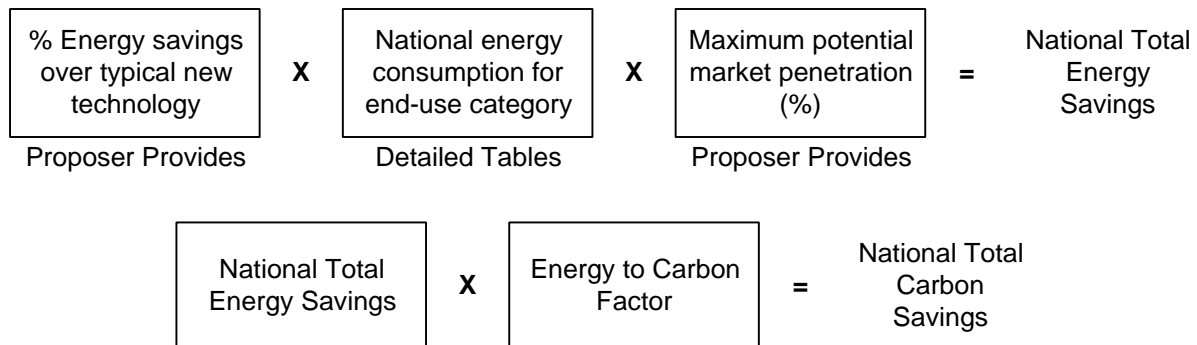 % Energy savings
over typical new
technology
X
National energy
consumption for
end-use category
X
Maximum potential
market penetration
(%)
=
National Total
Energy
Savings
Proposer Provides
Detailed Tables
Proposer Provides
National Total
Energy Savings
X
Energy to Carbon
Factor
=
National Total
Carbon
Savings